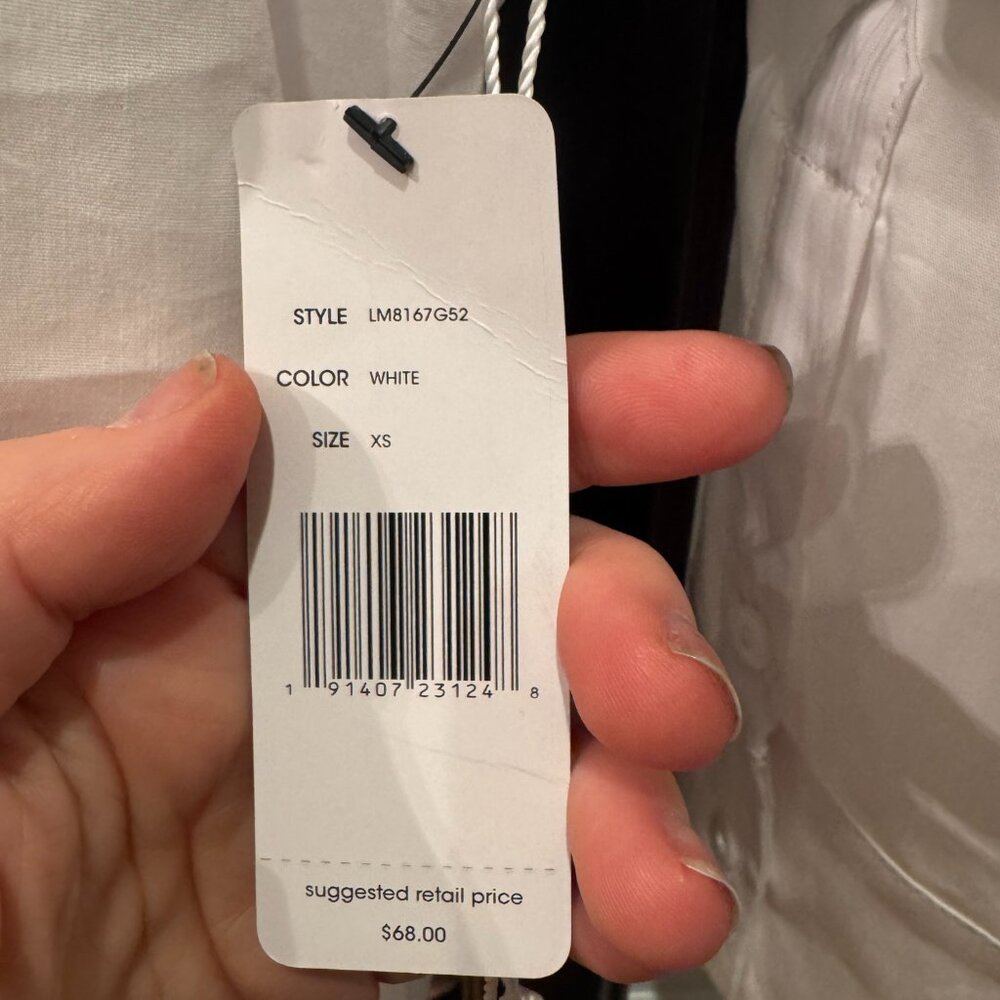 STYLE LM8167G52
COLOR WHITE
SIZE XS
1 91407 23124 8
suggested retail price
$68.00